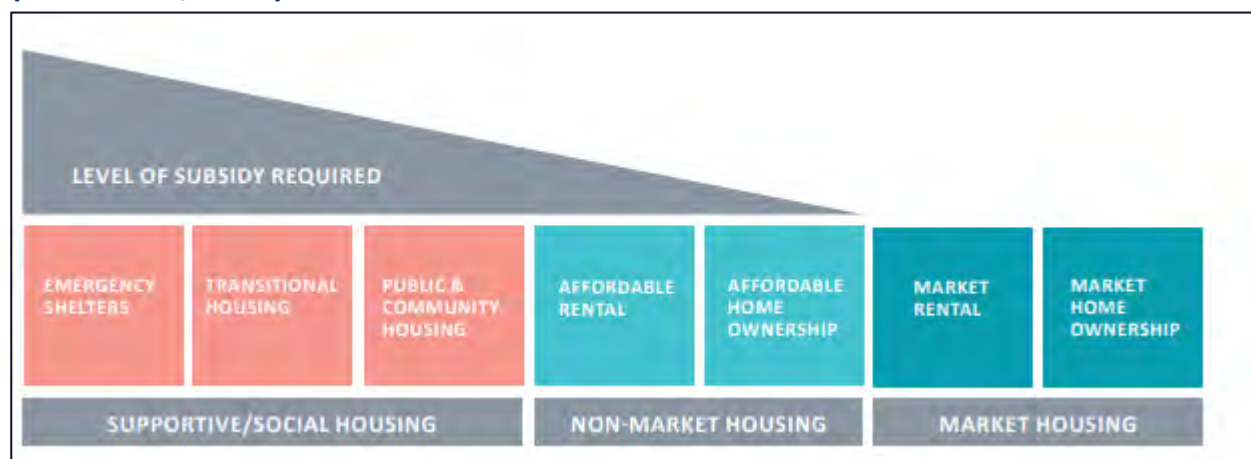 LEVEL OF SUBSIDY REQUIRED
EMERGENCY
SHELTERS
TRANSITIONAL
HOUSING
PUBLIC &
COMMUNITY
HOUSING
AFFORDABLE
RENTAL
AFFORDABLE
HOME
OWNERSHIP
MARKET
RENTAL
MARKET
HOME
OWNERSHIP
SUPPORTIVE/SOCIAL HOUSING
NON-MARKET HOUSING
MARKET HOUSING